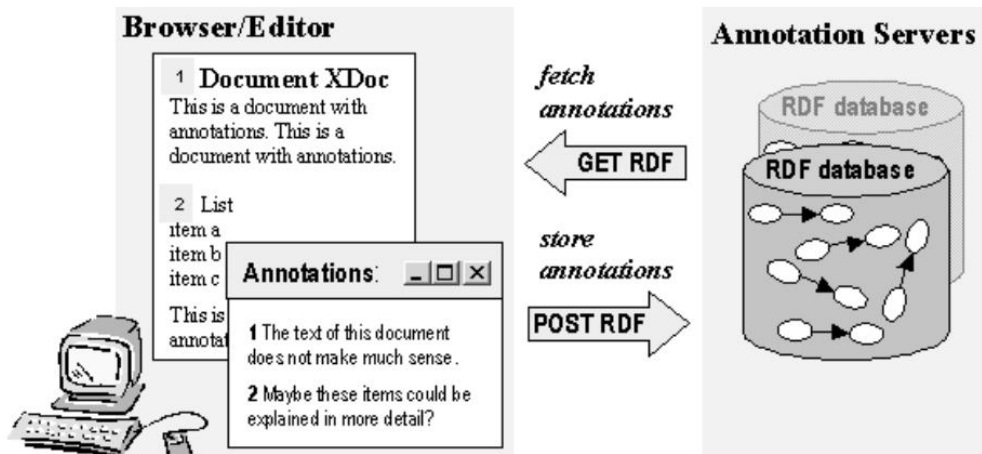 Browser/Editor
1 Document XDoc
This is a document with
annotations. This is a
document with annotations.
2 List
item a
item b
item c
This is
annotat
Annotations:
1 The text of this document
does not make much sense.
2 Maybe these items could be
explained in more detail?
fetch
annotations
GET RDF
store
annotations
POST RDF
Annotation Servers
RDF database
RDF database